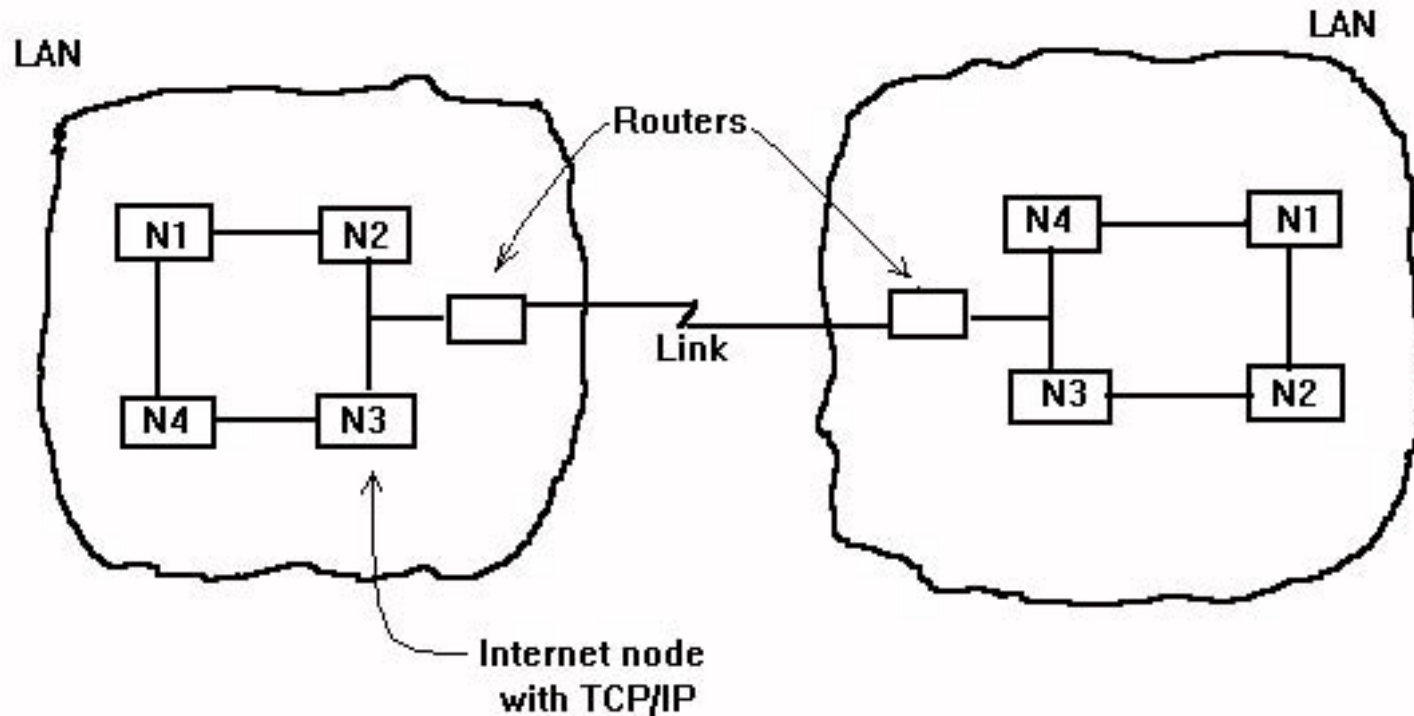 LAN
LAN
Routers
N1
N2
N4
N1
Link
N4
N3
N3
N2
Internet node
with TCP/IP